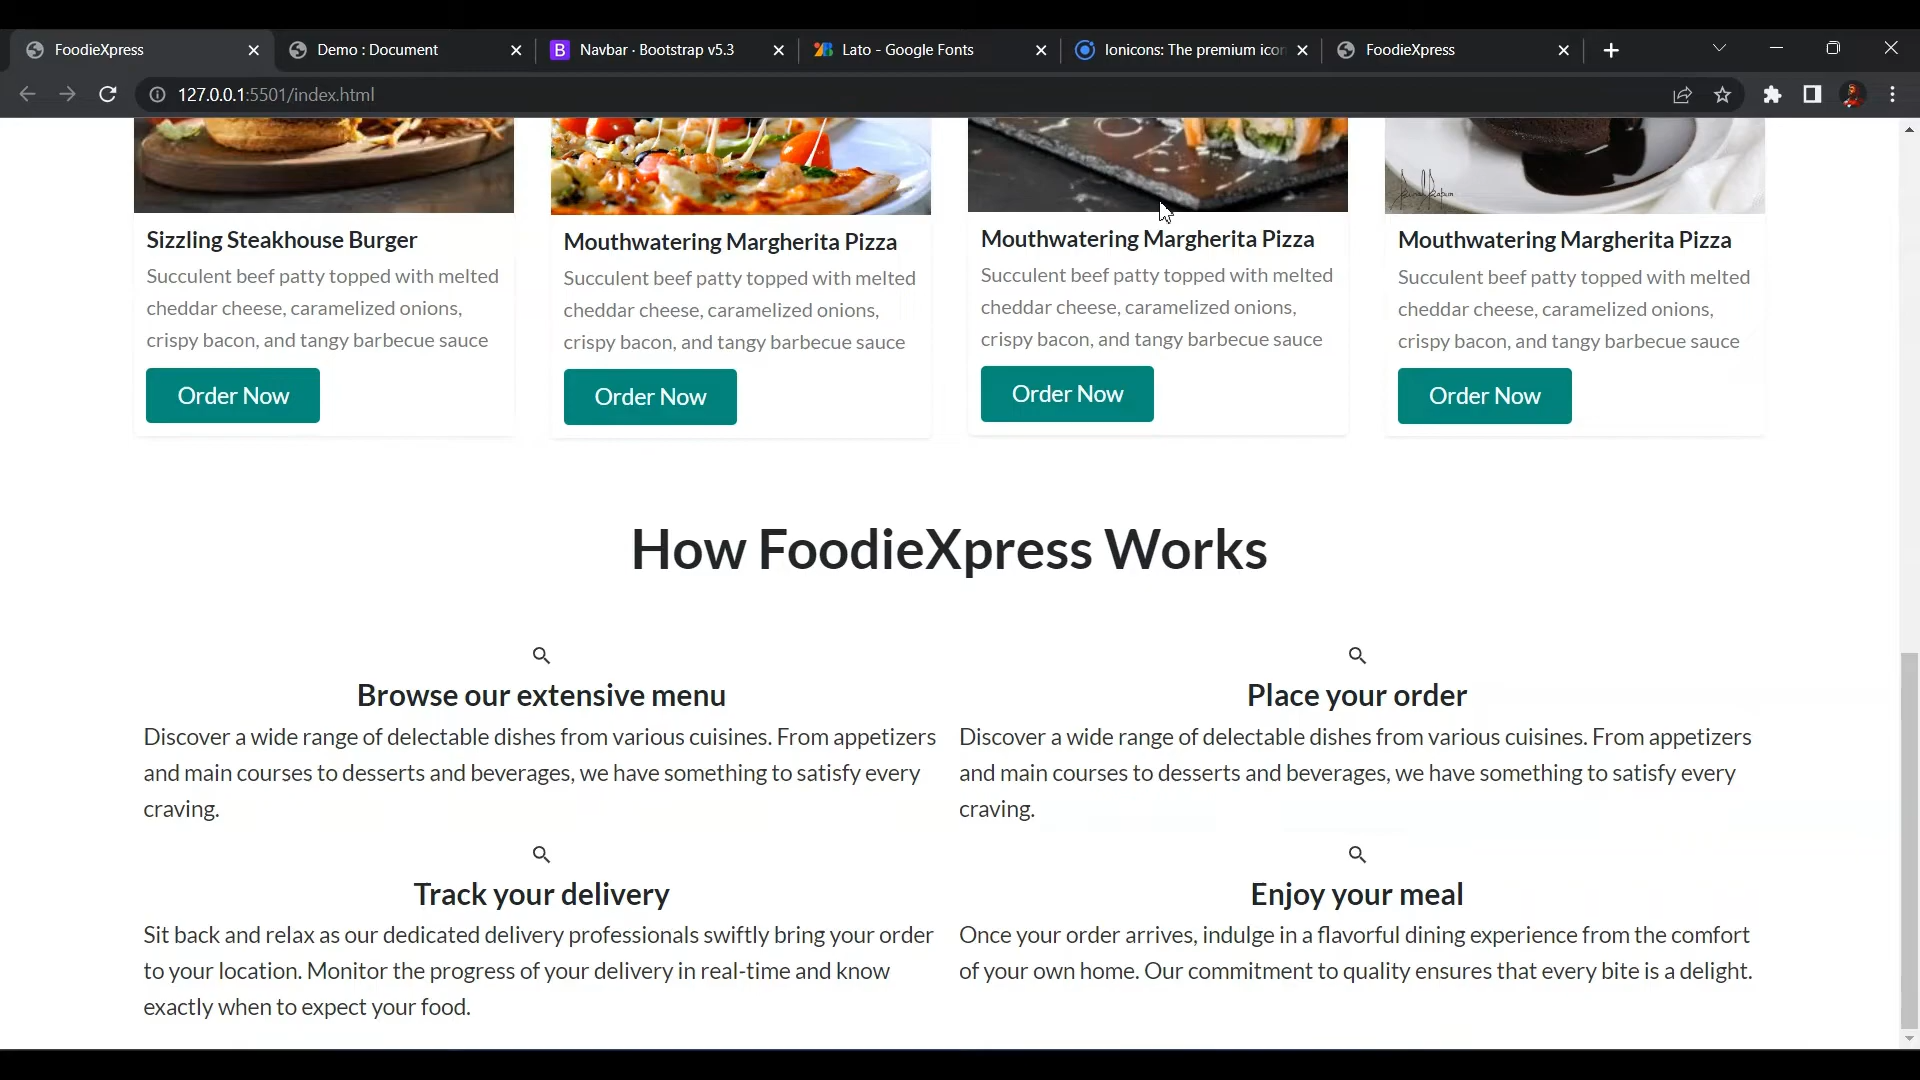 FoodieXpress
Demo : Document
Navbar · Bootstrap v5.3
Lato - Google Fonts
Ionicons: The premium icon
FoodieXpress
127.0.0.1:5501/index.html
Sizzling Steakhouse Burger
Succulent beef patty topped with melted
cheddar cheese, caramelized onions,
crispy bacon, and tangy barbecue sauce
Order Now
Mouthwatering Margherita Pizza
Succulent beef patty topped with melted
cheddar cheese, caramelized onions,
crispy bacon, and tangy barbecue sauce
Order Now
Mouthwatering Margherita Pizza
Succulent beef patty topped with melted
cheddar cheese, caramelized onions,
crispy bacon, and tangy barbecue sauce
Order Now
Mouthwatering Margherita Pizza
Succulent beef patty topped with melted
cheddar cheese, caramelized onions,
crispy bacon, and tangy barbecue sauce
Order Now
How FoodieXpress Works
Browse our extensive menu
Discover a wide range of delectable dishes from various cuisines. From appetizers
and main courses to desserts and beverages, we have something to satisfy every
craving.
Place your order
Discover a wide range of delectable dishes from various cuisines. From appetizers
and main courses to desserts and beverages, we have something to satisfy every
craving.
Track your delivery
Sit back and relax as our dedicated delivery professionals swiftly bring your order
to your location. Monitor the progress of your delivery in real-time and know
exactly when to expect your food.
Enjoy your meal
Once your order arrives, indulge in a flavorful dining experience from the comfort
of your own home. Our commitment to quality ensures that every bite is a delight.